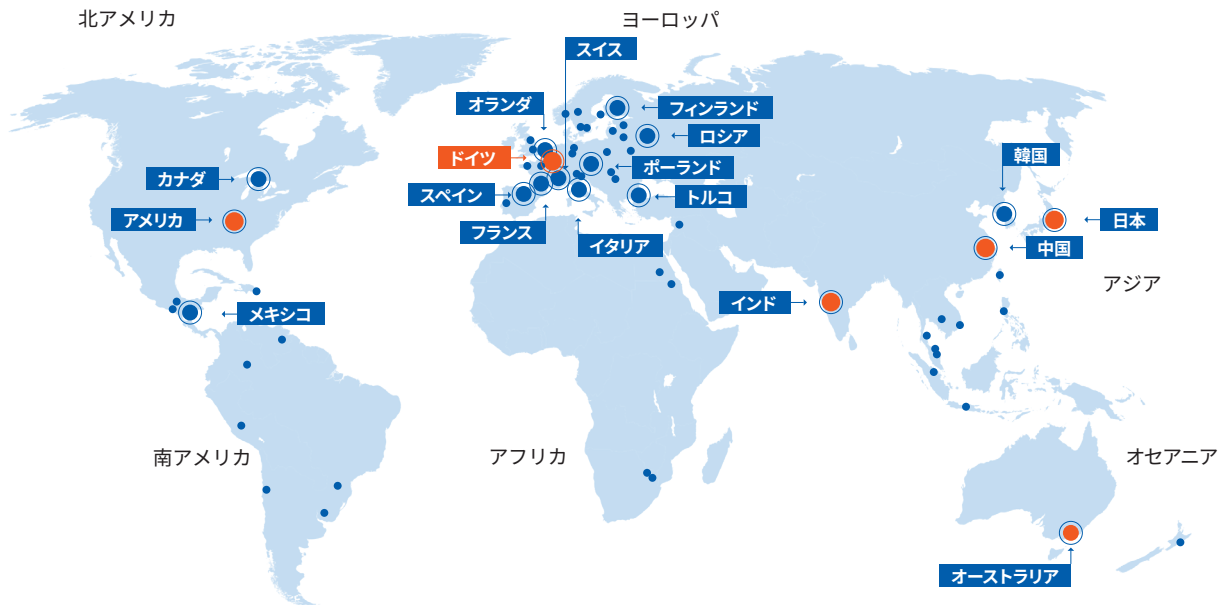 北アメリカ
ヨーロッパ
スイス
オランダ
フィンランド
ロシア
ドイツ
ポーランド
韓国
カナダ
スペイン
トルコ
アメリカ
日本
フランス
イタリア
中国
アジア
インド
メキシコ
南アメリカ
アフリカ
オセアニア
オーストラリア